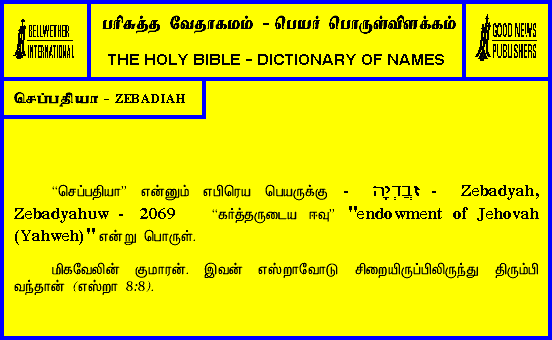 BELLWETHER
INTERNATIONAL
பரிசுத்த வேதாகமம் - பெயர் பொருள்விளக்கம்
THE HOLY BIBLE - DICTIONARY OF NAMES
GOOD NEWS
PUBLISHERS
செப்பதியா - ZEBADIAH
“செப்பதியா” என்னும் எபிரெய பெயருக்கு - זְבַדְיָה - Zebadyah,
Zebadyahuw - 2069 “கர்த்தருடைய ஈவு” "endowment of Jehovah
(Yahweh)" என்று பொருள்.
மிகவேலின் குமாரன். இவன் எஸ்றாவோடு சிறையிருப்பிலிருந்து திரும்பி
வந்தான் (எஸ்றா 8:8).